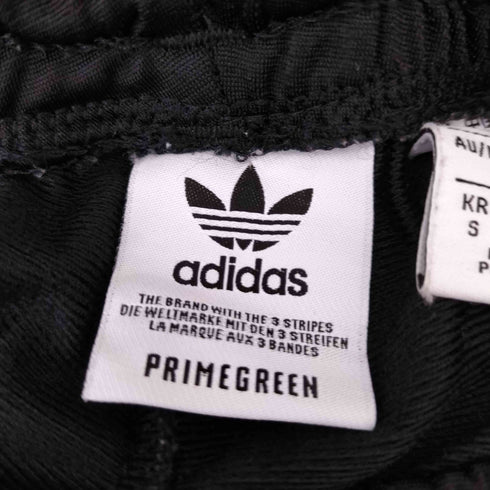 adidas
THE BRAND WITH THE 3 STRIPES
DIE WELTMARKE MIT DEN 3 STREIFEN
LA MARQUE AUX 3 BANDES
PRIMEGREEN
AU/
KR
S
P